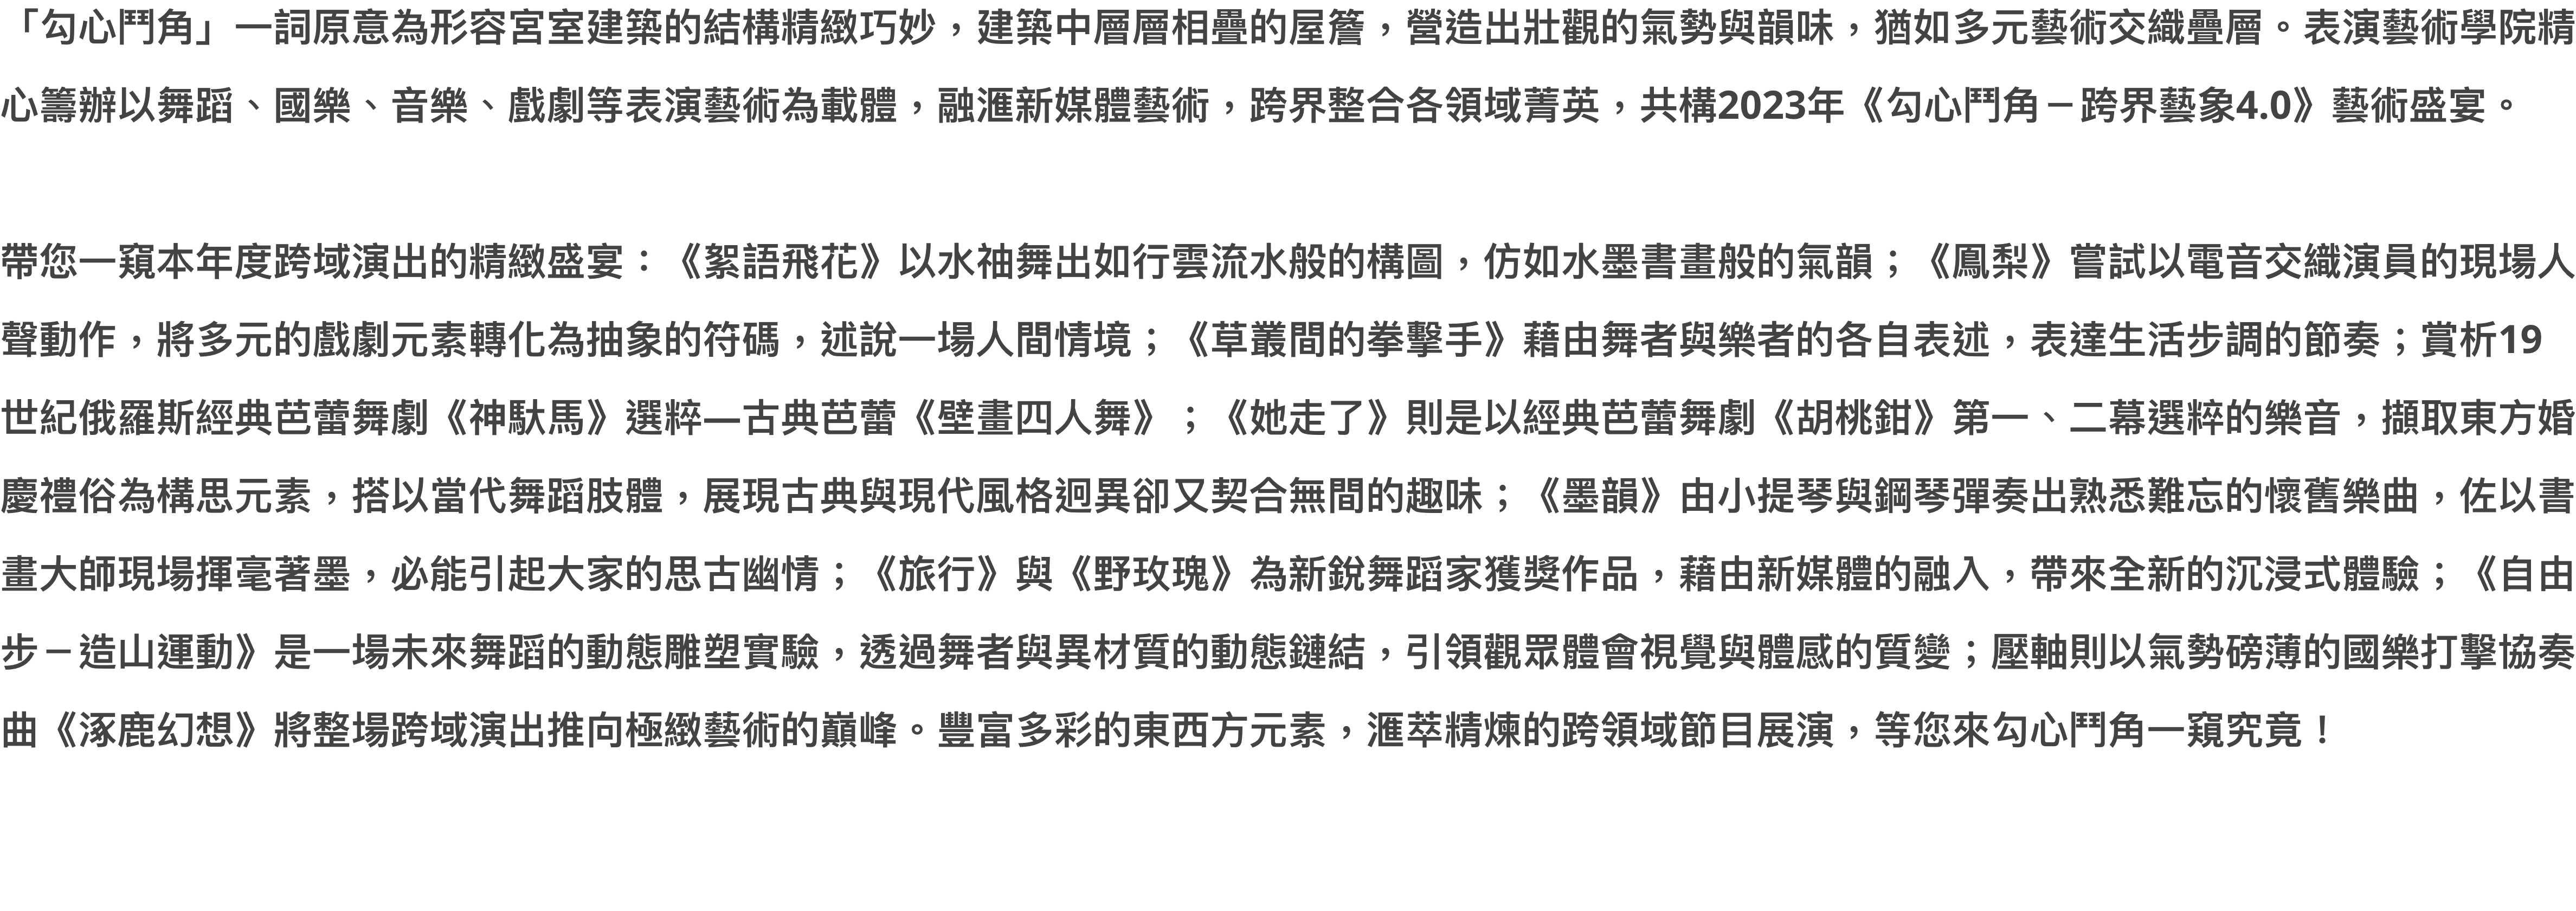 「勾心鬥角」一詞原意為形容宮室建築的結構精緻巧妙，建築中層層相疊的屋簷，營造出壯觀的氣勢與韻味，猶如多元藝術交織疊層。表演藝術學院精
心籌辦以舞蹈、國樂、音樂、戲劇等表演藝術為載體，融滙新媒體藝術，跨界整合各領域菁英，共構2023年《勾心鬥角－跨界藝象4.0》藝術盛宴。
帶您一窺本年度跨域演出的精緻盛宴：《絮語飛花》以水袖舞出如行雲流水般的構圖，仿如水墨書畫般的氣韻；《鳳梨》嘗試以電音交織演員的現場人
聲動作，將多元的戲劇元素轉化為抽象的符碼，述說一場人間情境；《草叢間的拳擊手》藉由舞者與樂者的各自表述，表達生活步調的節奏；賞析19
世紀俄羅斯經典芭蕾舞劇《神馱馬》選粹—古典芭蕾《壁畫四人舞》；《她走了》則是以經典芭蕾舞劇《胡桃鉗》第一、二幕選粹的樂音，擷取東方婚
慶禮俗為構思元素，搭以當代舞蹈肢體，展現古典與現代風格迥異卻又契合無間的趣味；《墨韻》由小提琴與鋼琴彈奏出熟悉難忘的懷舊樂曲，佐以書
畫大師現場揮毫著墨，必能引起大家的思古幽情；《旅行》與《野玫瑰》為新銳舞蹈家獲獎作品，藉由新媒體的融入，帶來全新的沉浸式體驗；《自由
步－造山運動》是一場未來舞蹈的動態雕塑實驗，透過舞者與異材質的動態鏈結，引領觀眾體會視覺與體感的質變；壓軸則以氣勢磅薄的國樂打擊協奏
曲《涿鹿幻想》將整場跨域演出推向極緻藝術的巔峰。豐富多彩的東西方元素，滙萃精煉的跨領域節目展演，等您來勾心鬥角一窺究竟！